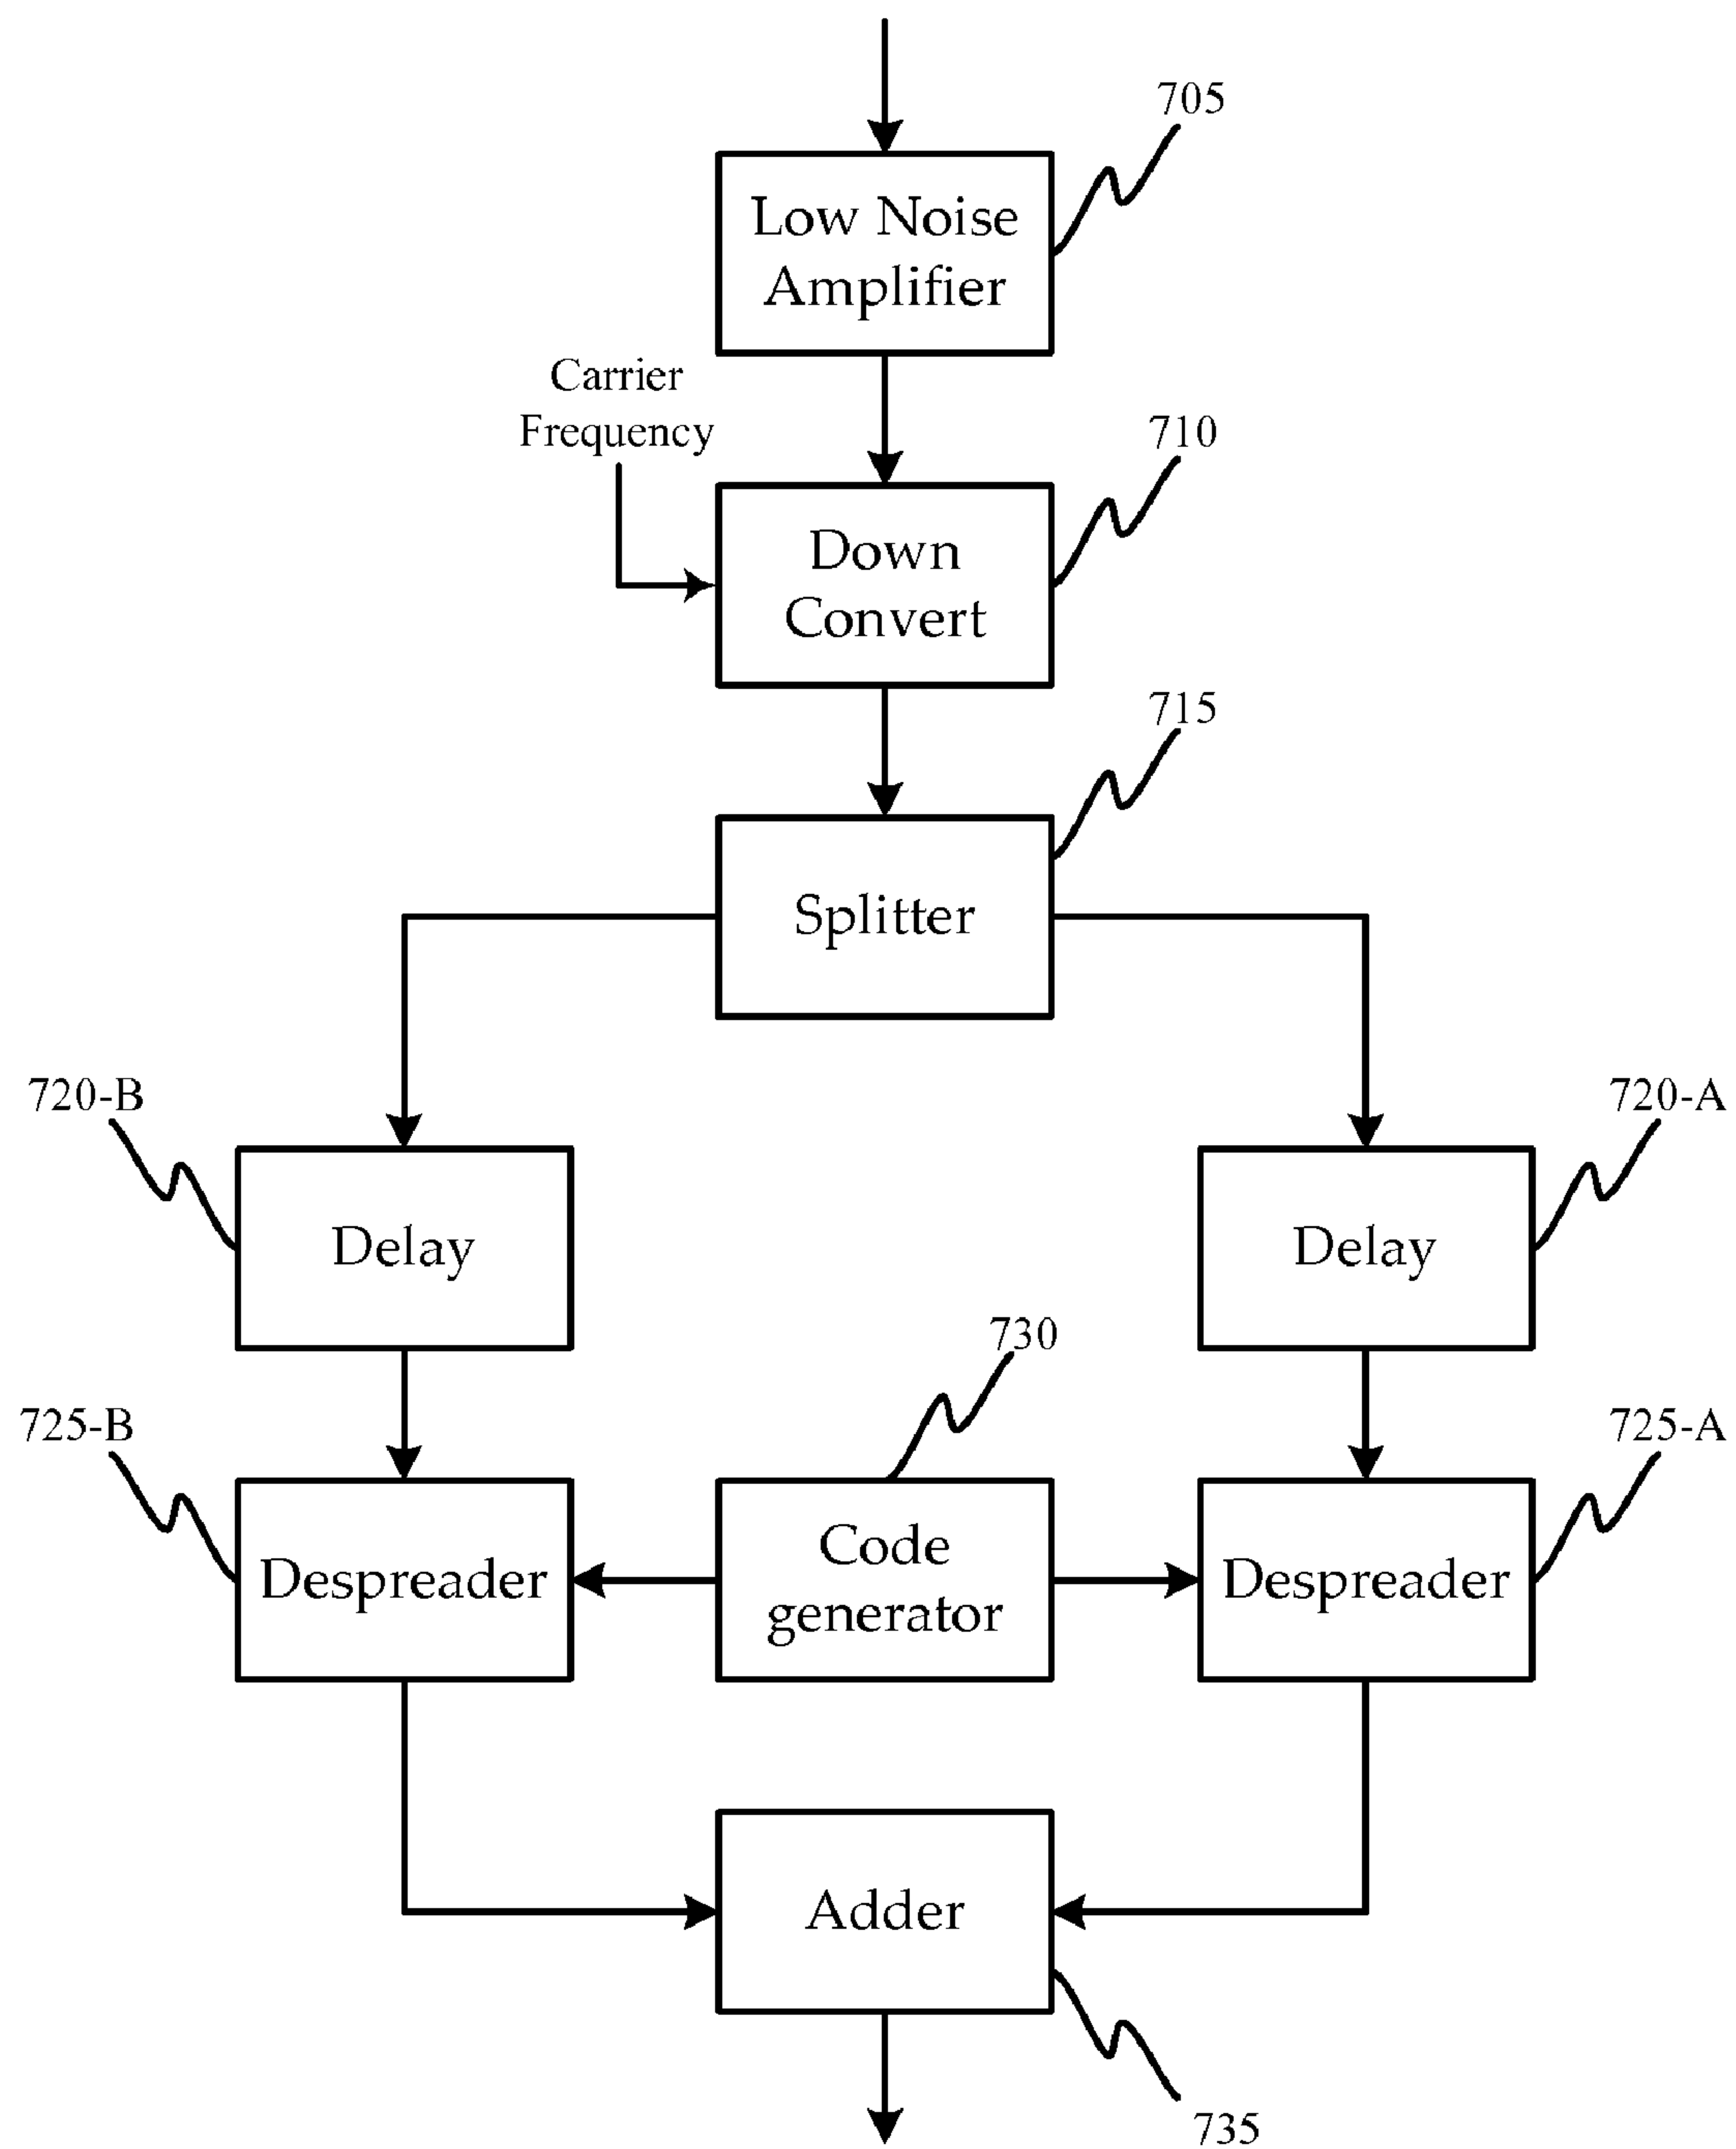 705
Low Noise
Amplifier
Carrier
Frequency
710
Down
Convert
715
Splitter
720-B
720-A
Delay
Delay
730
725-B
725-A
Despreader
Code
generator
Despreader
Adder
735